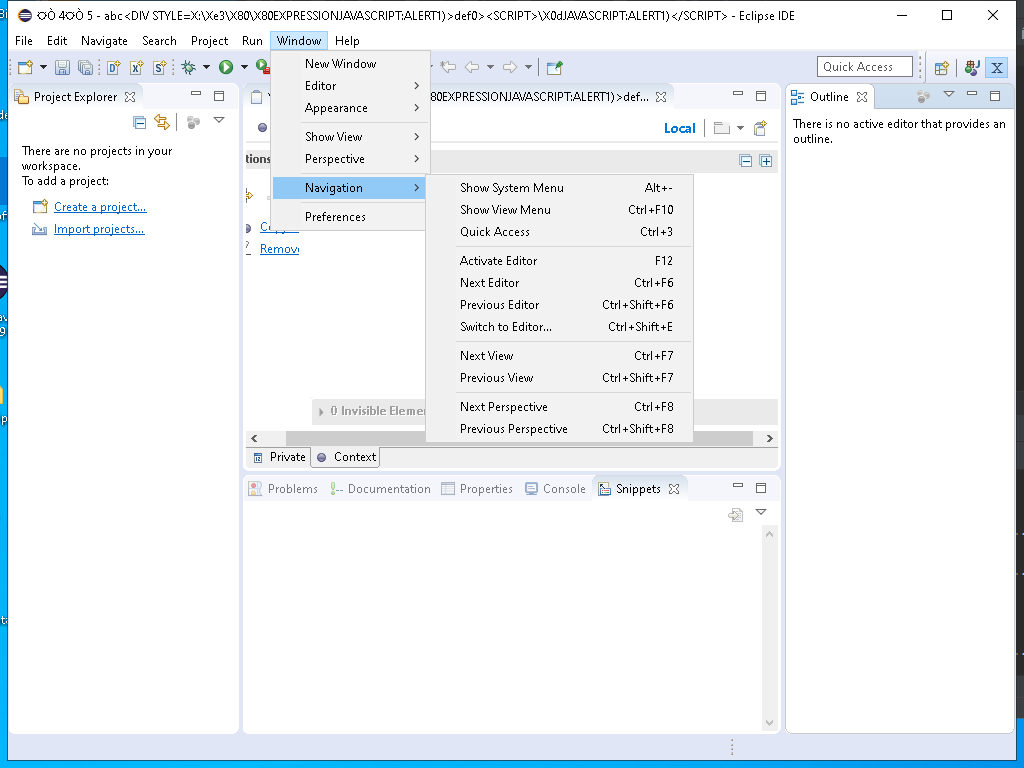 ѶÒ 4Ѷò 5 - abc<DIV STYLE=X:\Xe3\X80\X80EXPRESSIONJAVASCRIPT:ALERT1)>def0><SCRIPT>\X0dJAVASCRIPT:ALERT1)</SCRIPT> - Eclipse IDE
File Edit Navigate Search Project Run Window Help
Quick Access
New Window
Editor
Appearance
Show View
Perspective
Navigation
Preferences
Show System Menu Alt+-
Show View Menu Ctrl+F10
Quick Access Ctrl+3
Activate Editor F12
Next Editor Ctrl+F6
Previous Editor Ctrl+Shift+F6
Switch to Editor... Ctrl+Shift+E
Next View Ctrl+F7
Previous View Ctrl+Shift+F7
Next Perspective Ctrl+F8
Previous Perspective Ctrl+Shift+F8
Project Explorer
There are no projects in your
workspace.
To add a project:
Create a project...
Import projects...
80EXPRESSIONJAVASCRIPT:ALERT1)>def...
Local
tions
Remov
0 Invisible Eleme
Private Context
Problems Documentation Properties Console Snippets
Outline
There is no active editor that provides an
outline.